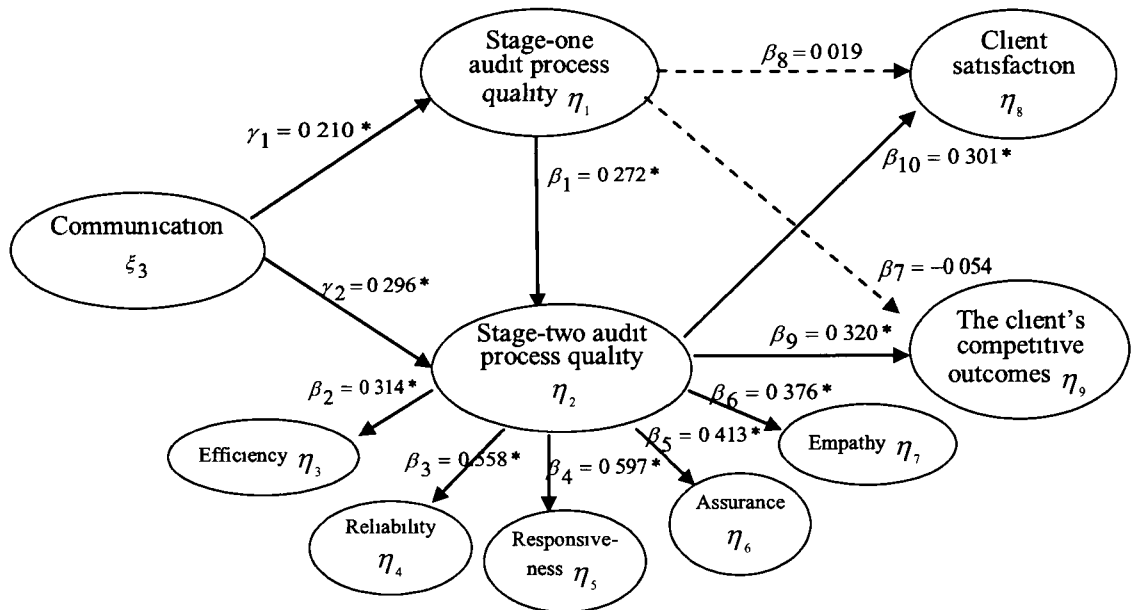 Stage-one
audit process
quality η₁
β₈ = 0 019
Client
satisfaction
η₈
γ₁ = 0 210 *
β₁ = 0 272 *
β₁₀ = 0 301 *
Communication
ξ₃
β₇ = −0 054
γ₂ = 0 296 *
Stage-two audit
process quality
η₂
β₉ = 0 320 *
The client's
competitive
outcomes η₉
β₂ = 0 314 *
β₆ = 0 376 *
β₅ = 0 413 *
β₃ = 0.558 *
β₄ = 0 597 *
Efficiency η₃
Empathy η₇
Reliability
η₄
Responsive-
ness η₅
Assurance
η₆